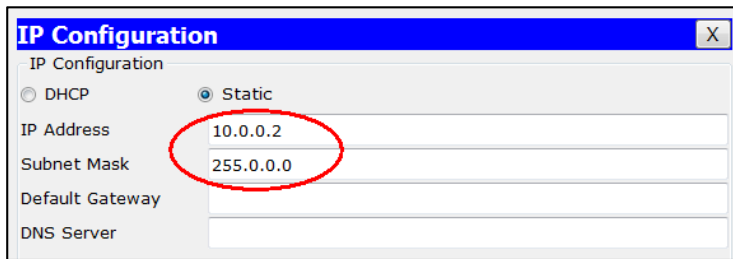 IP Configuration X
IP Configuration
DHCP Static
IP Address 10.0.0.2
Subnet Mask 255.0.0.0
Default Gateway
DNS Server